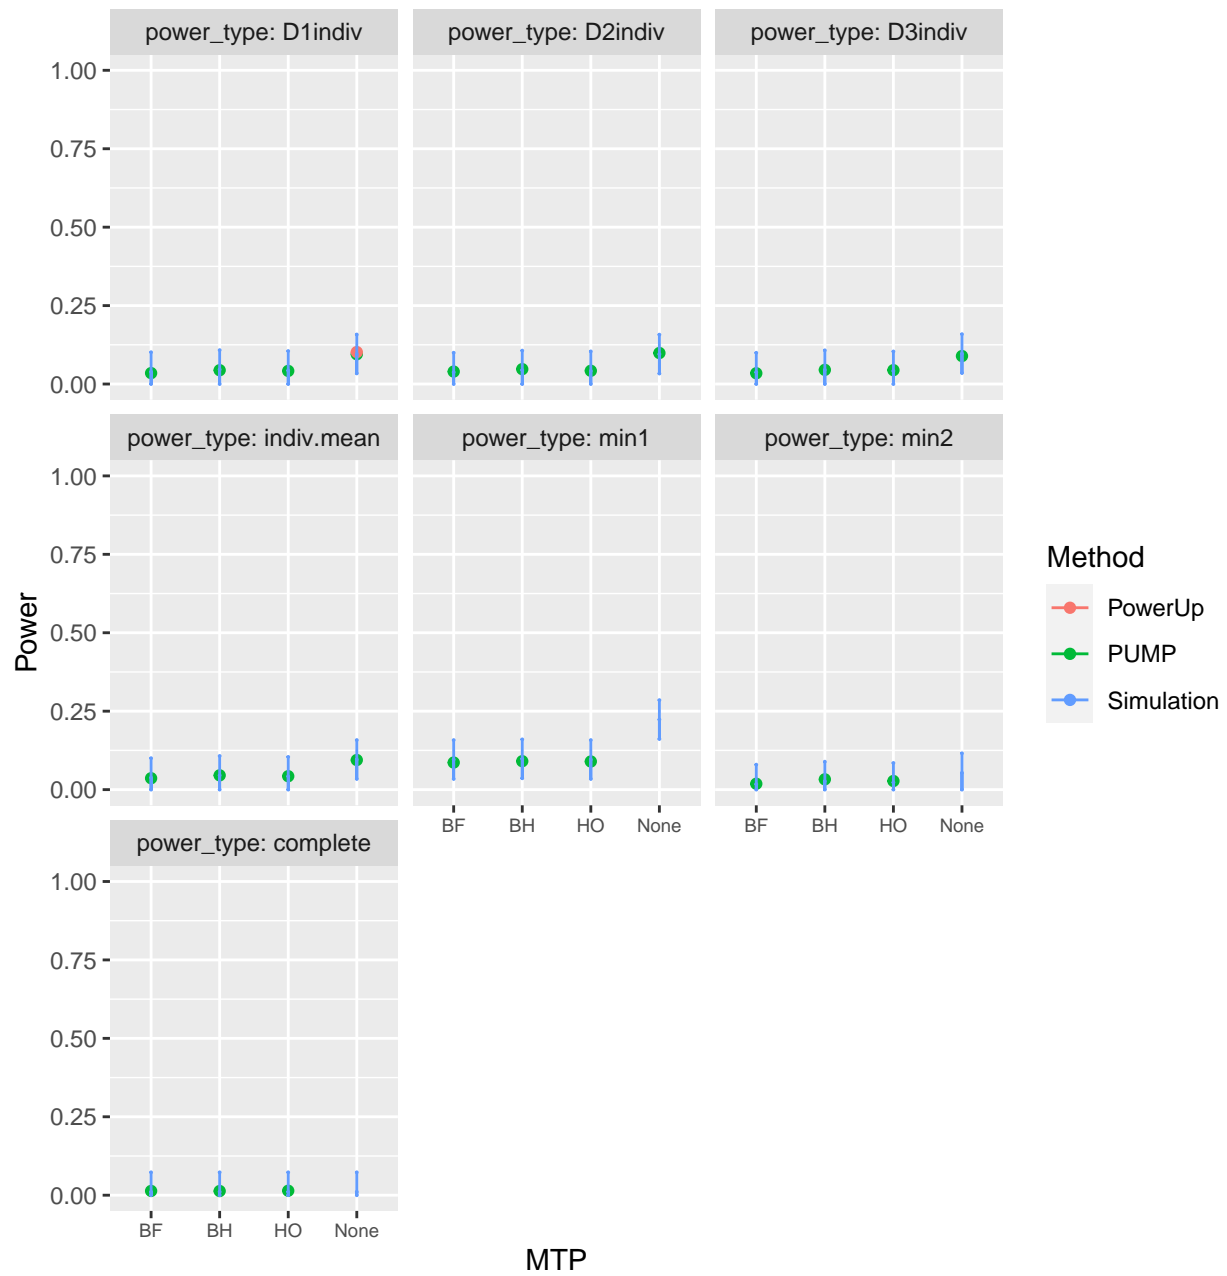 power_type: D1indiv
power_type: D2indiv
power_type: D3indiv
1.00
0.75
0.50
0.25
0.00
power_type: indiv.mean
power_type: min1
power_type: min2
1.00
0.75
0.50
0.25
0.00
BF BH HO None
BF BH HO None
power_type: complete
1.00
0.75
0.50
0.25
0.00
BF BH HO None
MTP
Power
Method
PowerUp
PUMP
Simulation